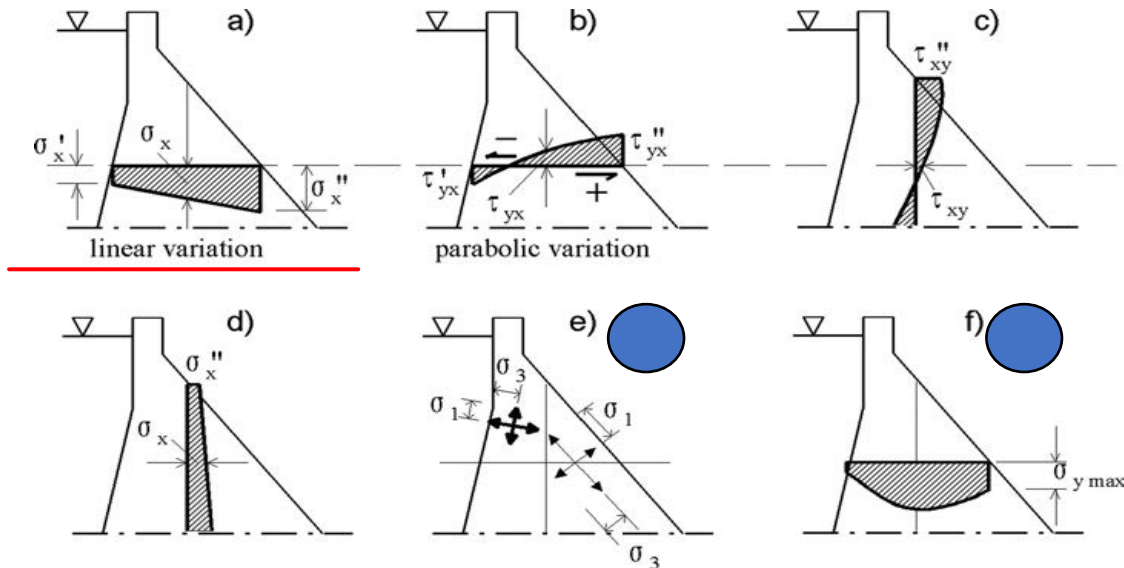 a)
σx'
σx
σx''
linear variation
b)
−
τ'yx
τyx
τ''yx
+
parabolic variation
c)
τ''xy
τxy
d)
σx''
σx
e)
σ3
σ1
σ1
σ3
f)
σy max